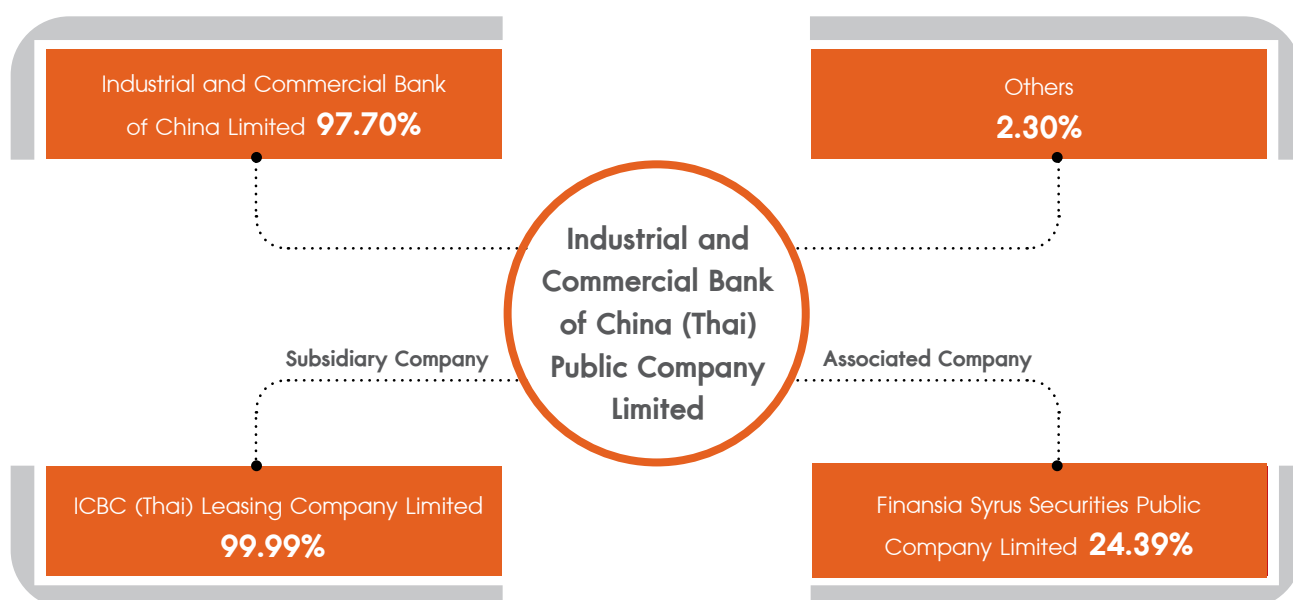 Industrial and Commercial Bank
of China Limited 97.70%
Others
2.30%
Industrial and
Commercial Bank
of China (Thai)
Public Company
Limited
Subsidiary Company
Associated Company
ICBC (Thai) Leasing Company Limited
99.99%
Finansia Syrus Securities Public
Company Limited 24.39%